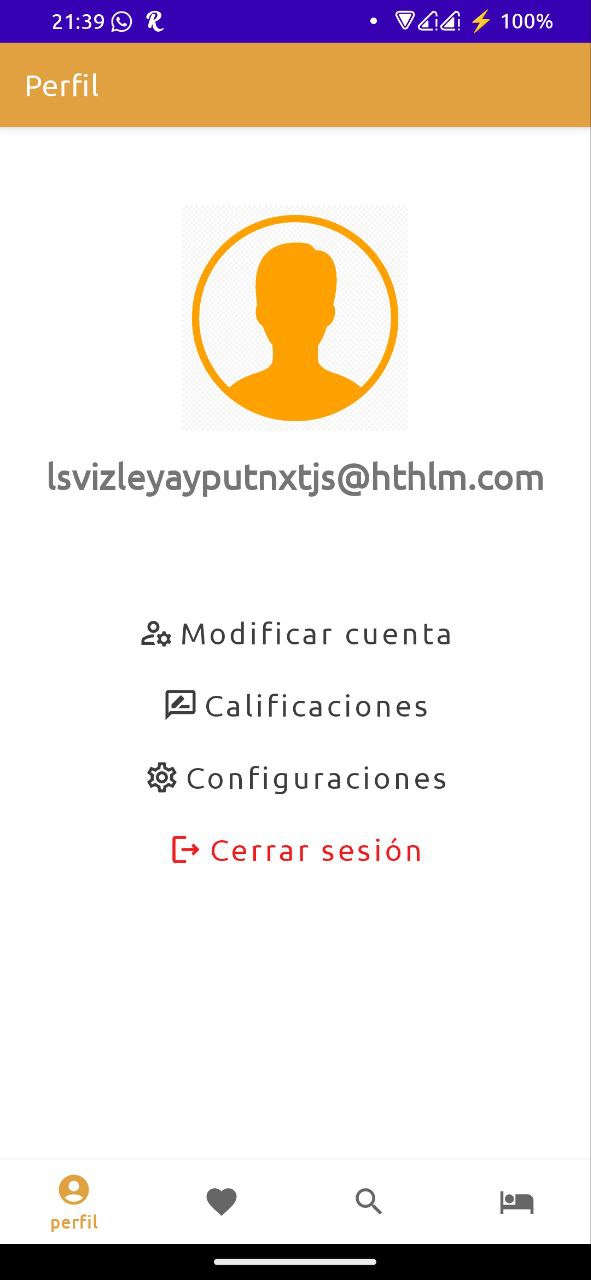 21:39
100%
Perfil
lsvizleyayputnxtjs@hthlm.com
Modificar cuenta
Calificaciones
Configuraciones
Cerrar sesión
perfil